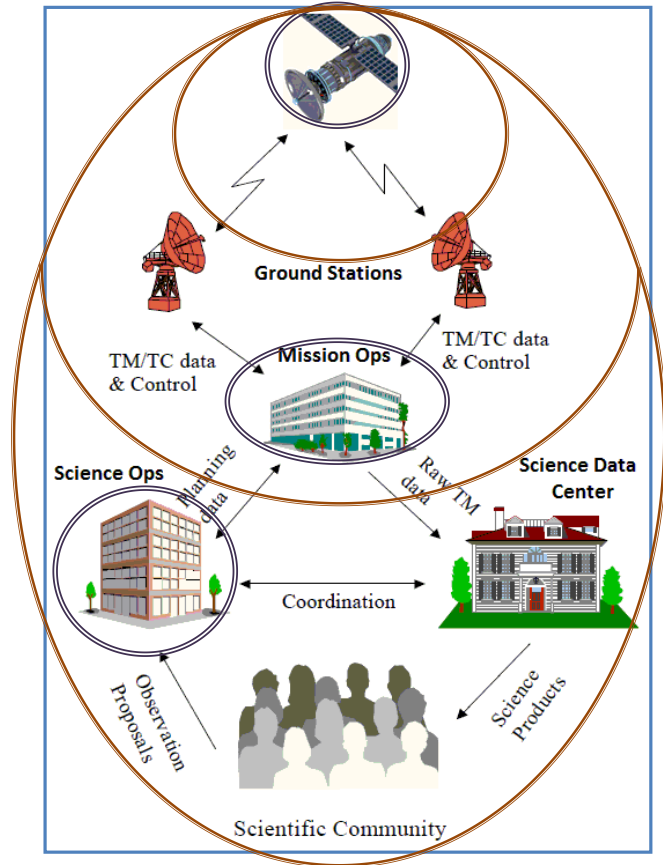 Ground Stations
TM/TC data
& Control
Mission Ops
TM/TC data
& Control
Science Ops
Planning
data
Raw TM
data
Science Data
Center
Coordination
Observation
Proposals
Science
Products
Scientific Community